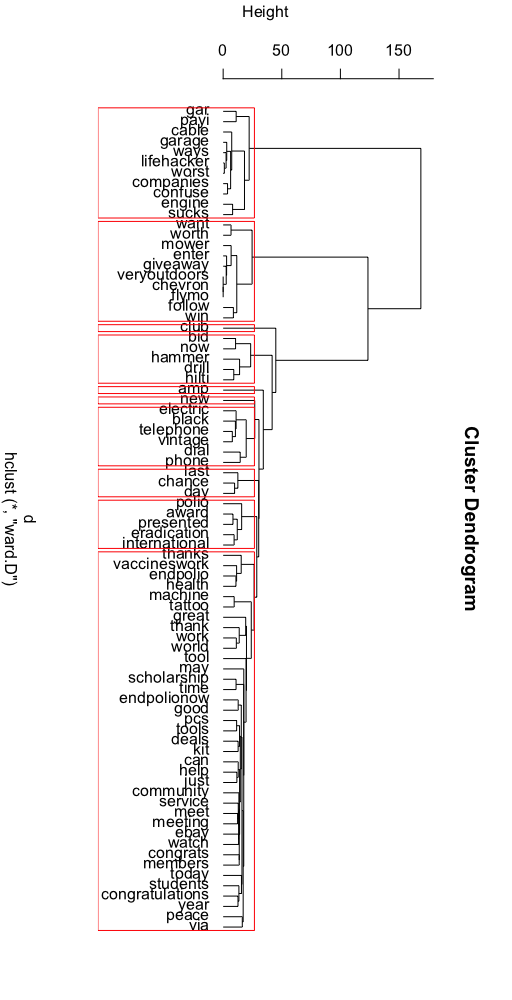 Height
0 50 100 150
gar
pavi
cable
garage
ways
lifehacker
worst
companies
confuse
engine
sucks
want
worth
mower
enter
giveaway
veryoutdoors
chevron
flymo
follow
win
club
bid
now
hammer
drill
hilti
amp
new
electric
black
telephone
vintage
dial
phone
last
chance
day
polio
award
presented
eradication
international
thanks
vaccineswork
endpolio
health
machine
tattoo
great
thank
work
world
tool
may
scholarship
time
endpolionow
good
pcs
tools
deals
kit
can
help
just
community
service
meet
meeting
ebay
watch
congrats
members
today
students
congratulations
year
peace
via
Cluster Dendrogram
d
hclust (*, "ward.D")